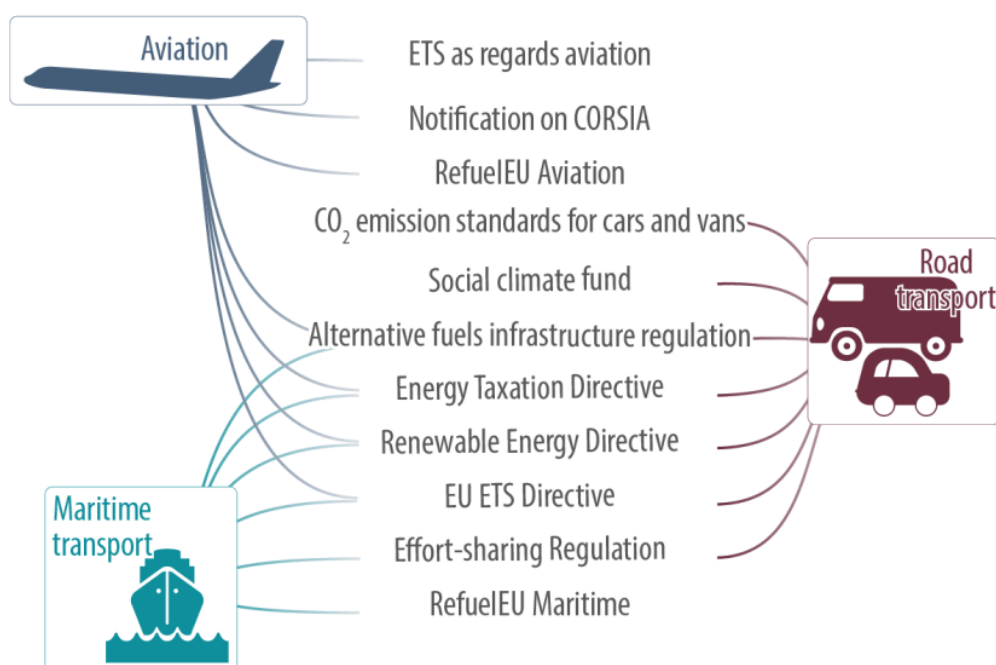 Aviation
ETS as regards aviation
Notification on CORSIA
RefuelEU Aviation
CO₂ emission standards for cars and vans
Road
transport
Social climate fund
Alternative fuels infrastructure regulation
Energy Taxation Directive
Renewable Energy Directive
EU ETS Directive
Maritime
transport
Effort-sharing Regulation
RefuelEU Maritime